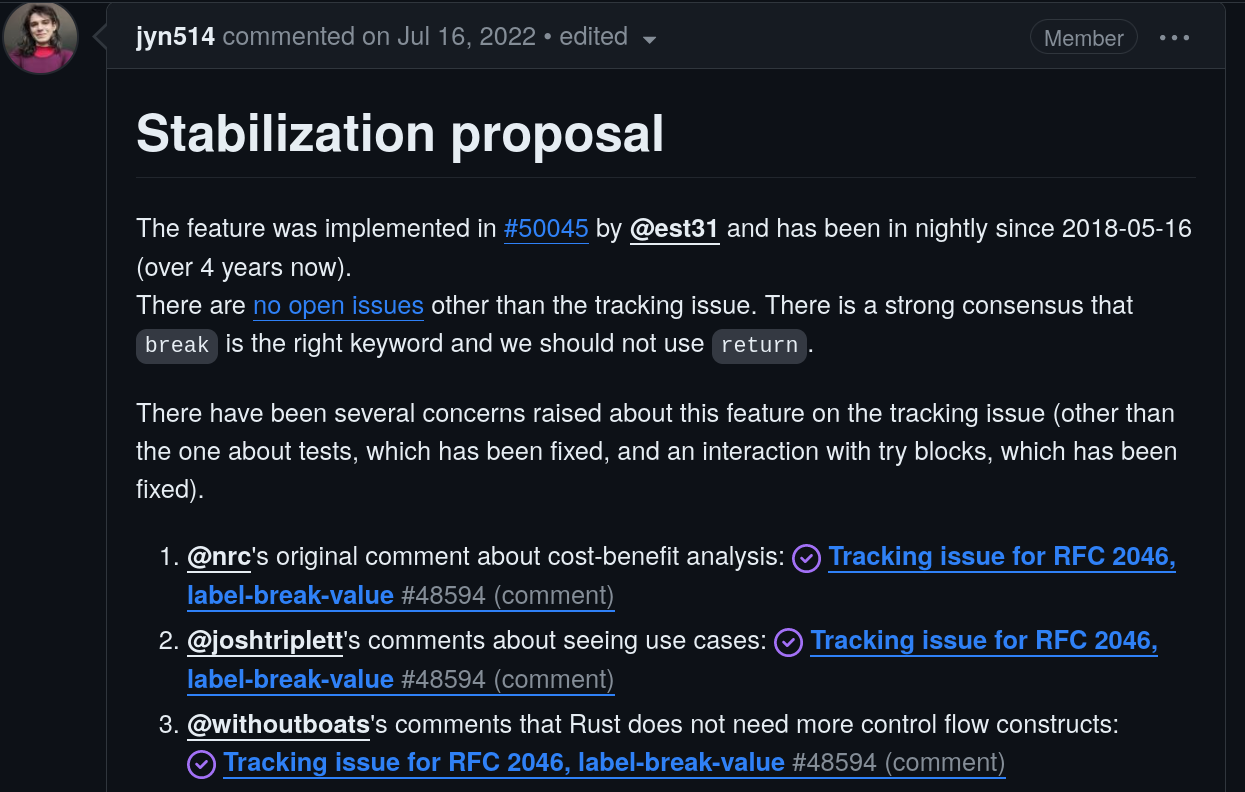 jyn514 commented on Jul 16, 2022 • edited
Member
Stabilization proposal
The feature was implemented in #50045 by @est31 and has been in nightly since 2018-05-16
(over 4 years now).
There are no open issues other than the tracking issue. There is a strong consensus that
break is the right keyword and we should not use return.
There have been several concerns raised about this feature on the tracking issue (other than
the one about tests, which has been fixed, and an interaction with try blocks, which has been
fixed).
1. @nrc's original comment about cost-benefit analysis: Tracking issue for RFC 2046,
label-break-value #48594 (comment)
2. @joshtriplett's comments about seeing use cases: Tracking issue for RFC 2046,
label-break-value #48594 (comment)
3. @withoutboats's comments that Rust does not need more control flow constructs:
Tracking issue for RFC 2046, label-break-value #48594 (comment)